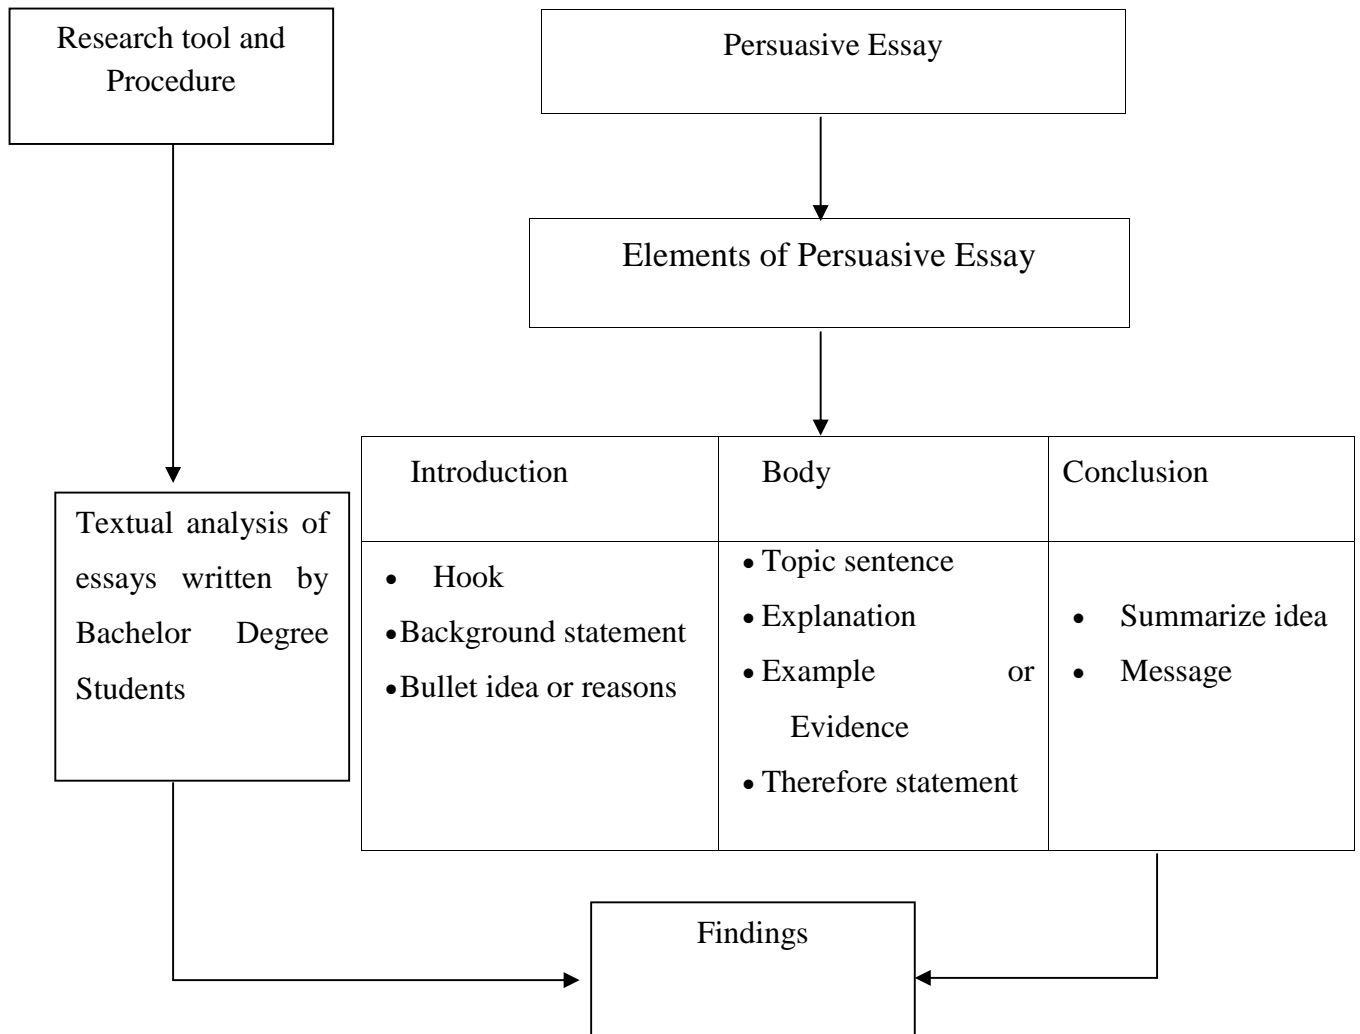 Research tool and
Procedure
Persuasive Essay
Elements of Persuasive Essay
Introduction
Body
Conclusion
Textual analysis of
essays written by
Bachelor Degree
Students
• Hook
•Background statement
•Bullet idea or reasons
• Topic sentence
• Explanation
• Example or
Evidence
• Therefore statement
• Summarize idea
• Message
Findings